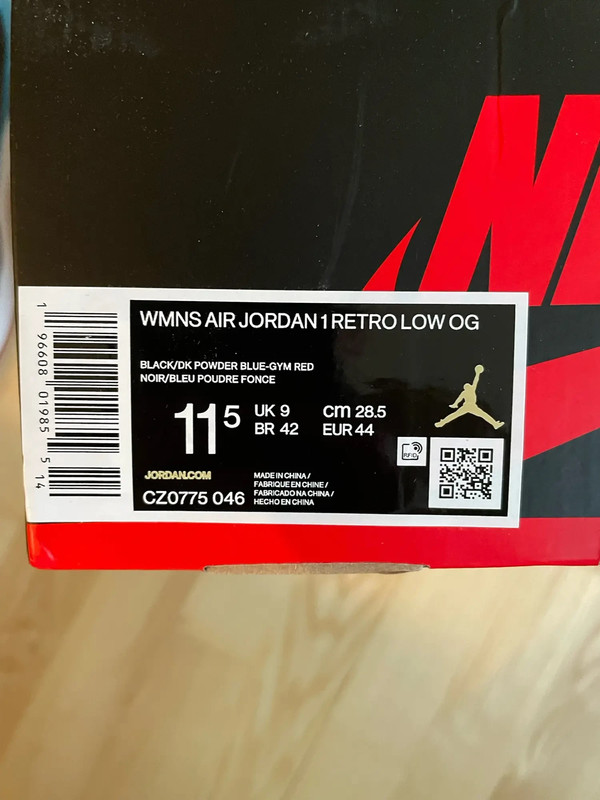 WMNS AIR JORDAN 1 RETRO LOW OG
BLACK/DK POWDER BLUE-GYM RED
NOIR/BLEU POUDRE FONCE
11 5
UK 9
BR 42
cm 28.5
EUR 44
RFID
JORDAN.COM
CZ0775 046
MADE IN CHINA /
FABRIQUE EN CHINE /
FABRICADO NA CHINA /
HECHO EN CHINA
1 96608 01985 5 14